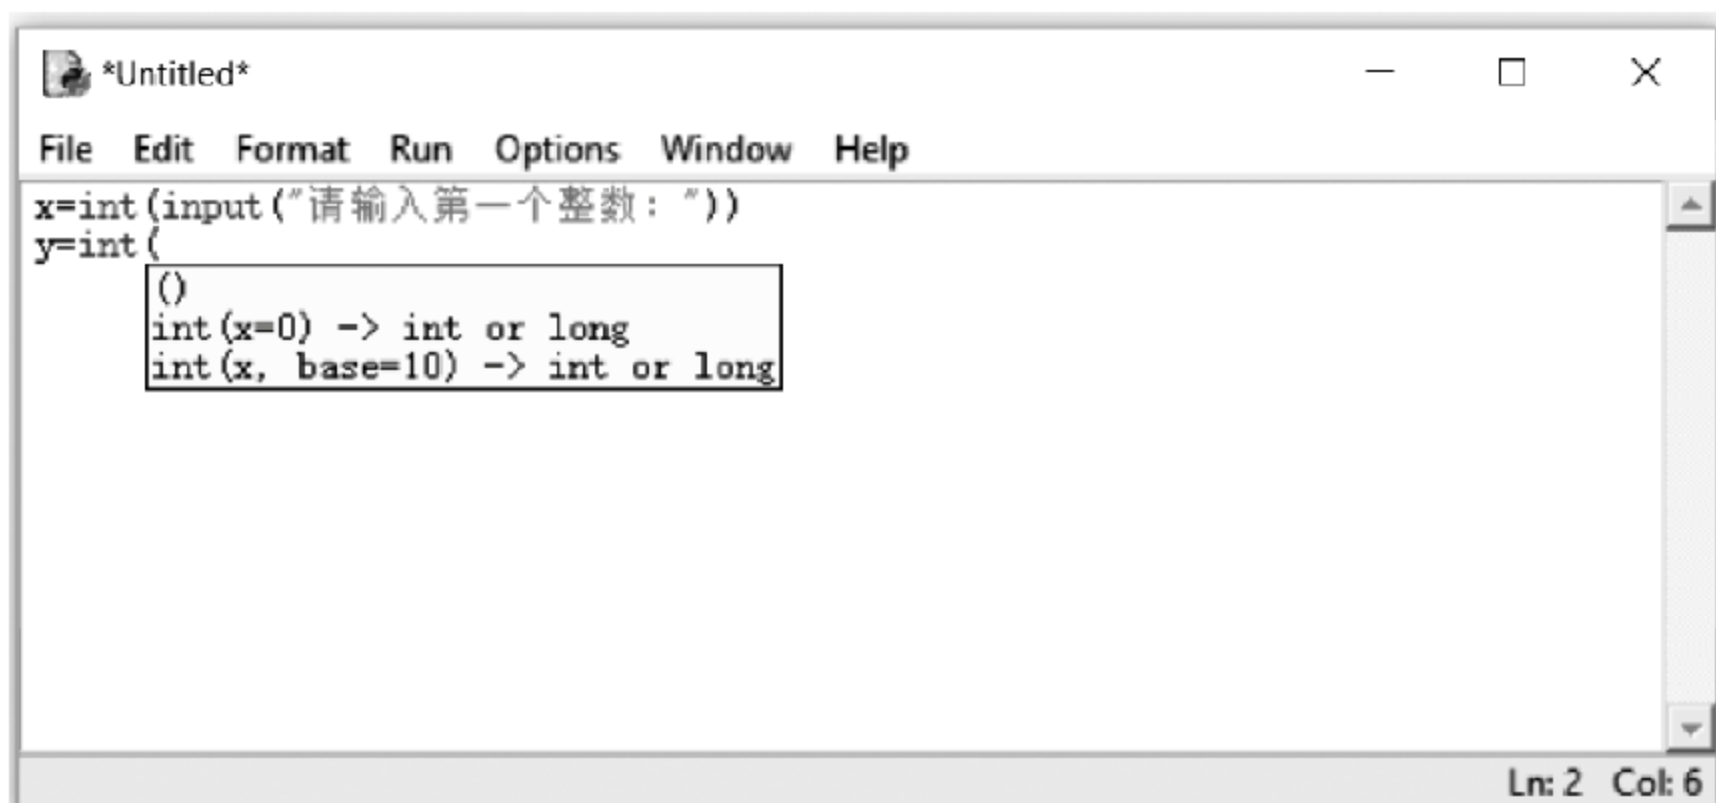 *Untitled*
File Edit Format Run Options Window Help
x=int(input("请输入第一个整数："))
y=int(
()
int(x=0) -> int or long
int(x, base=10) -> int or long
Ln: 2 Col: 6